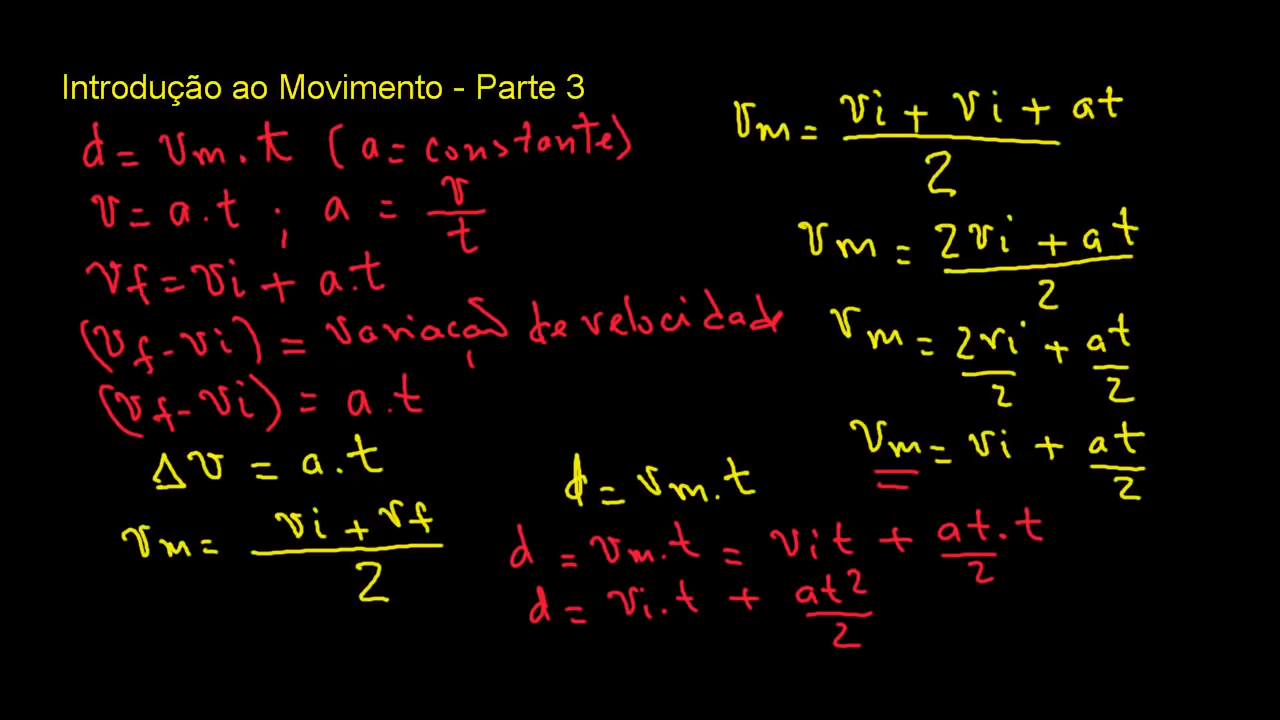 Introdução ao Movimento - Parte 3
d = vm.t (a = constante)
v = a.t ; a = v/t
vf = vi + a.t
(vf - vi) = variação de velocidade
(vf - vi) = a.t
Δv = a.t
vm = (vi + vf)/2
vm = (vi + vi + at)/2
vm = (2vi + at)/2
vm = 2vi/2 + at/2
vm = vi + at/2
d = vm.t
d = vm.t = vit + at.t/2
d = vi.t + at²/2